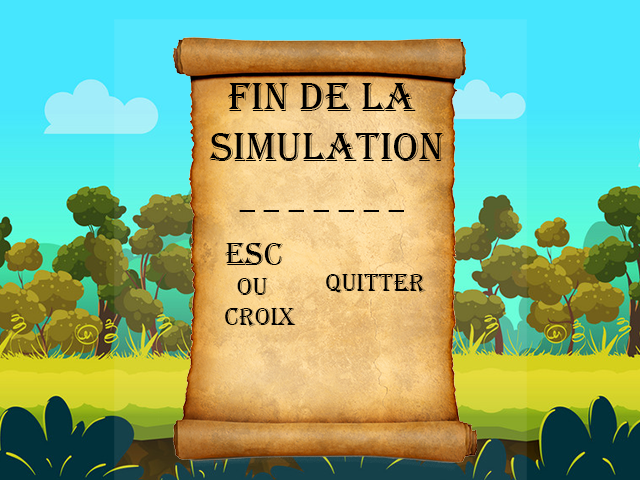 FIN DE LA
SIMULATION
_ _ _ _ _ _ _
ESC
OU
CROIX
QUITTER